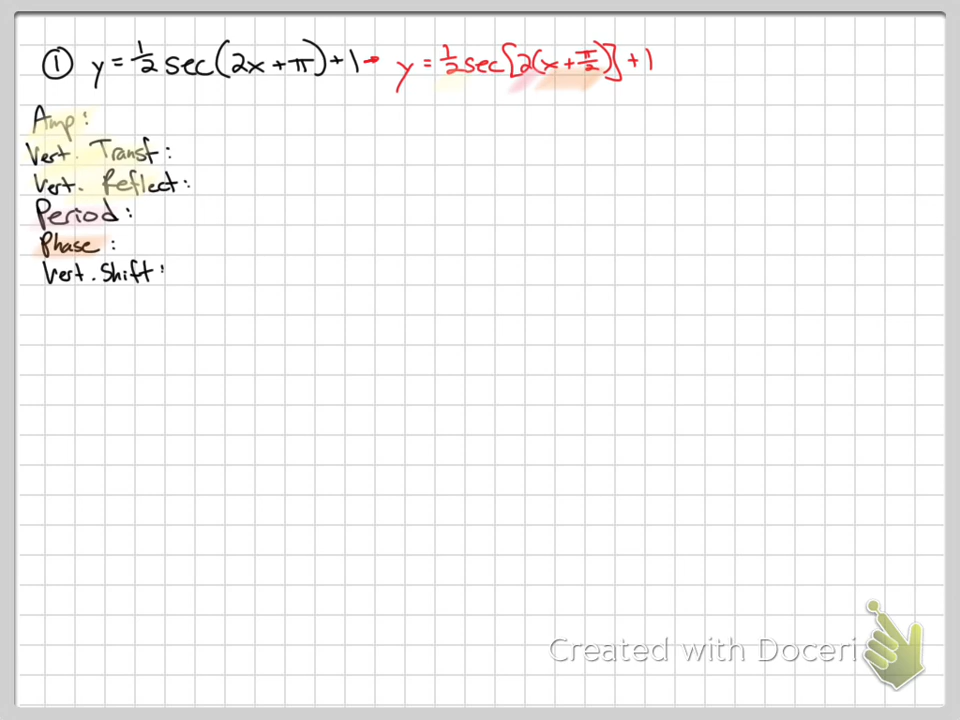 ① y = 1/2 sec(2x + π) + 1 → y = 1/2 sec[2(x + π/2)] + 1
Amp:
Vert. Transf:
Vert. Reflect:
Period:
Phase:
Vert. Shift:
Created with Doceri